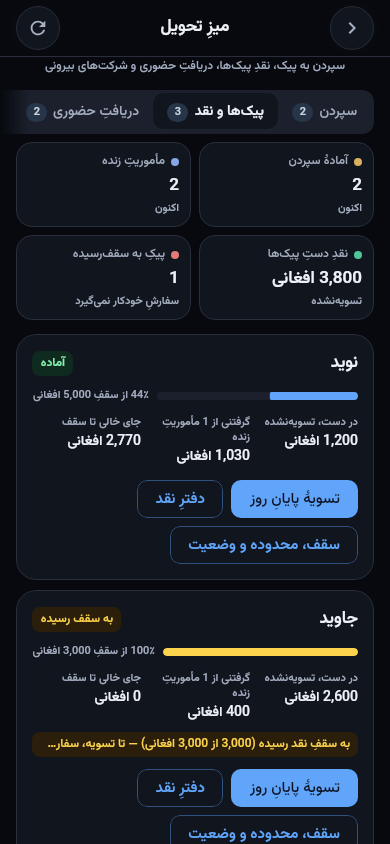 میزِ تحویل
سپردن به پیک، نقدِ پیک‌ها، دریافتِ حضوری و شرکت‌های بیرونی
سپردن 2
پیک‌ها و نقد 3
دریافتِ حضوری 2
آمادهٔ سپردن
2
اکنون
مأموریتِ زنده
2
اکنون
نقدِ دستِ پیک‌ها
3,800 افغانی
تسویه‌نشده
پیکِ به سقف‌رسیده
1
سفارشِ خودکار نمی‌گیرد
نوید
آماده
44٪ از سقفِ 5,000 افغانی
در دست، تسویه‌نشده
1,200 افغانی
گرفتنی از 1 مأموریتِ زنده
1,030 افغانی
جای خالی تا سقف
2,770 افغانی
تسویهٔ پایانِ روز
دفترِ نقد
سقف، محدوده و وضعیت
جاوید
به سقف رسیده
100٪ از سقفِ 3,000 افغانی
در دست، تسویه‌نشده
2,600 افغانی
گرفتنی از 1 مأموریتِ زنده
400 افغانی
جای خالی تا سقف
0 افغانی
به سقفِ نقد رسیده (3,000 از 3,000 افغانی) — تا تسویه، سفار...
تسویهٔ پایانِ روز
دفترِ نقد
سقف، محدوده و وضعیت